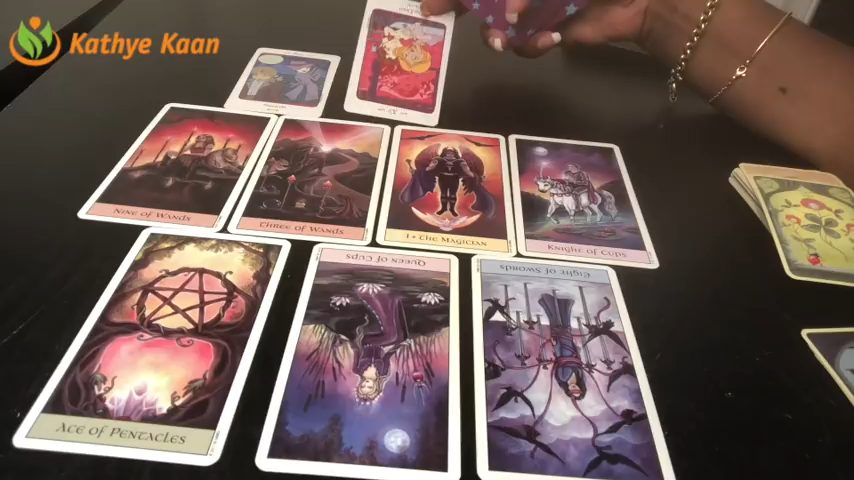 Kathye Kaan
NINE OF WANDS
THREE OF WANDS
I • THE MAGICIAN
KNIGHT OF CUPS
ACE OF PENTACLES
QUEEN OF CUPS
EIGHT OF SWORDS